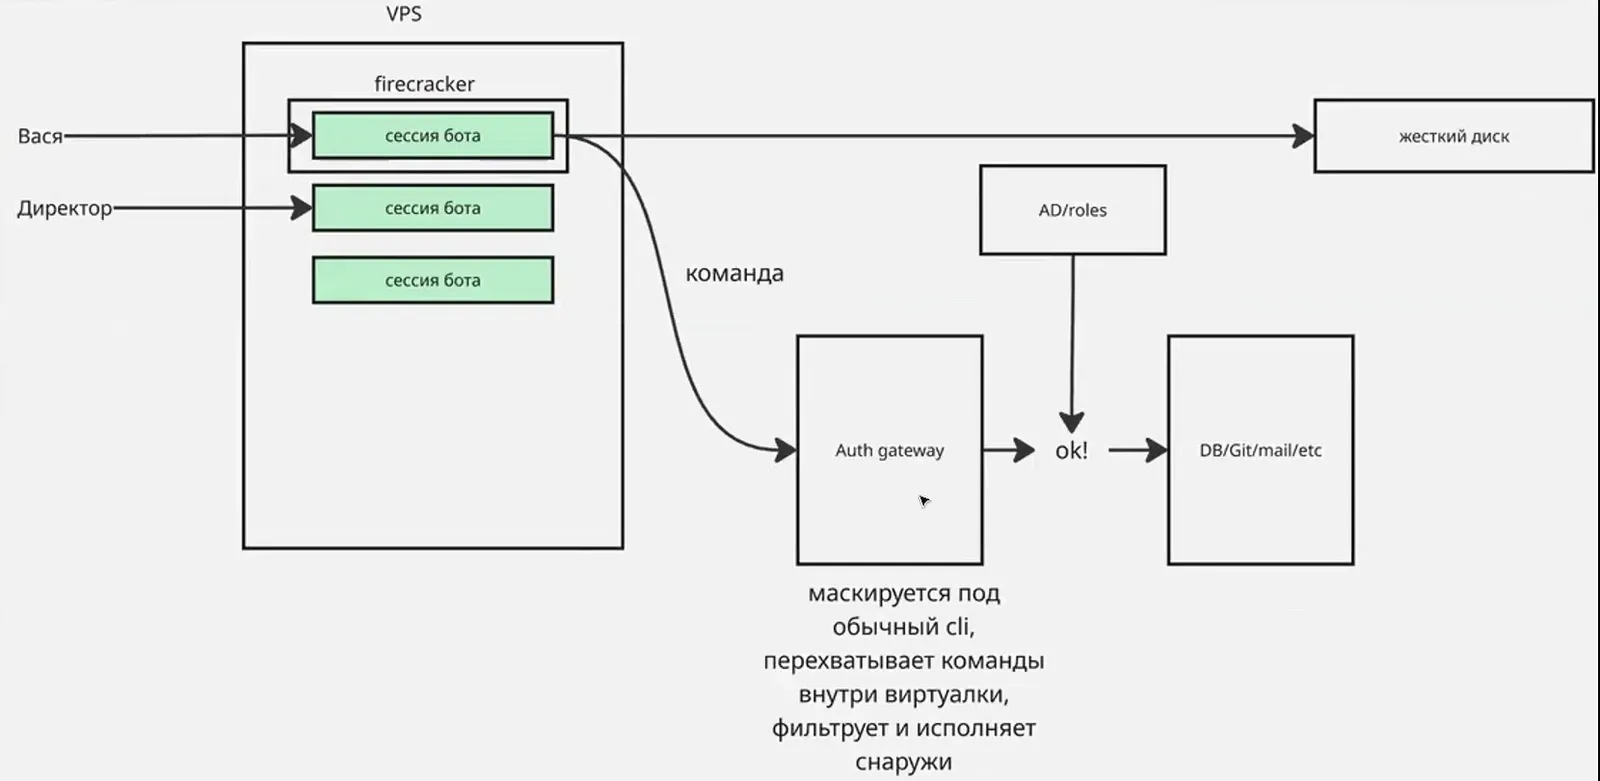 VPS
firecracker
Вася
сессия бота
жесткий диск
Директор
сессия бота
AD/roles
сессия бота
команда
Auth gateway
ok!
DB/Git/mail/etc
маскируется под
обычный cli,
перехватывает команды
внутри виртуалки,
фильтрует и исполняет
снаружи